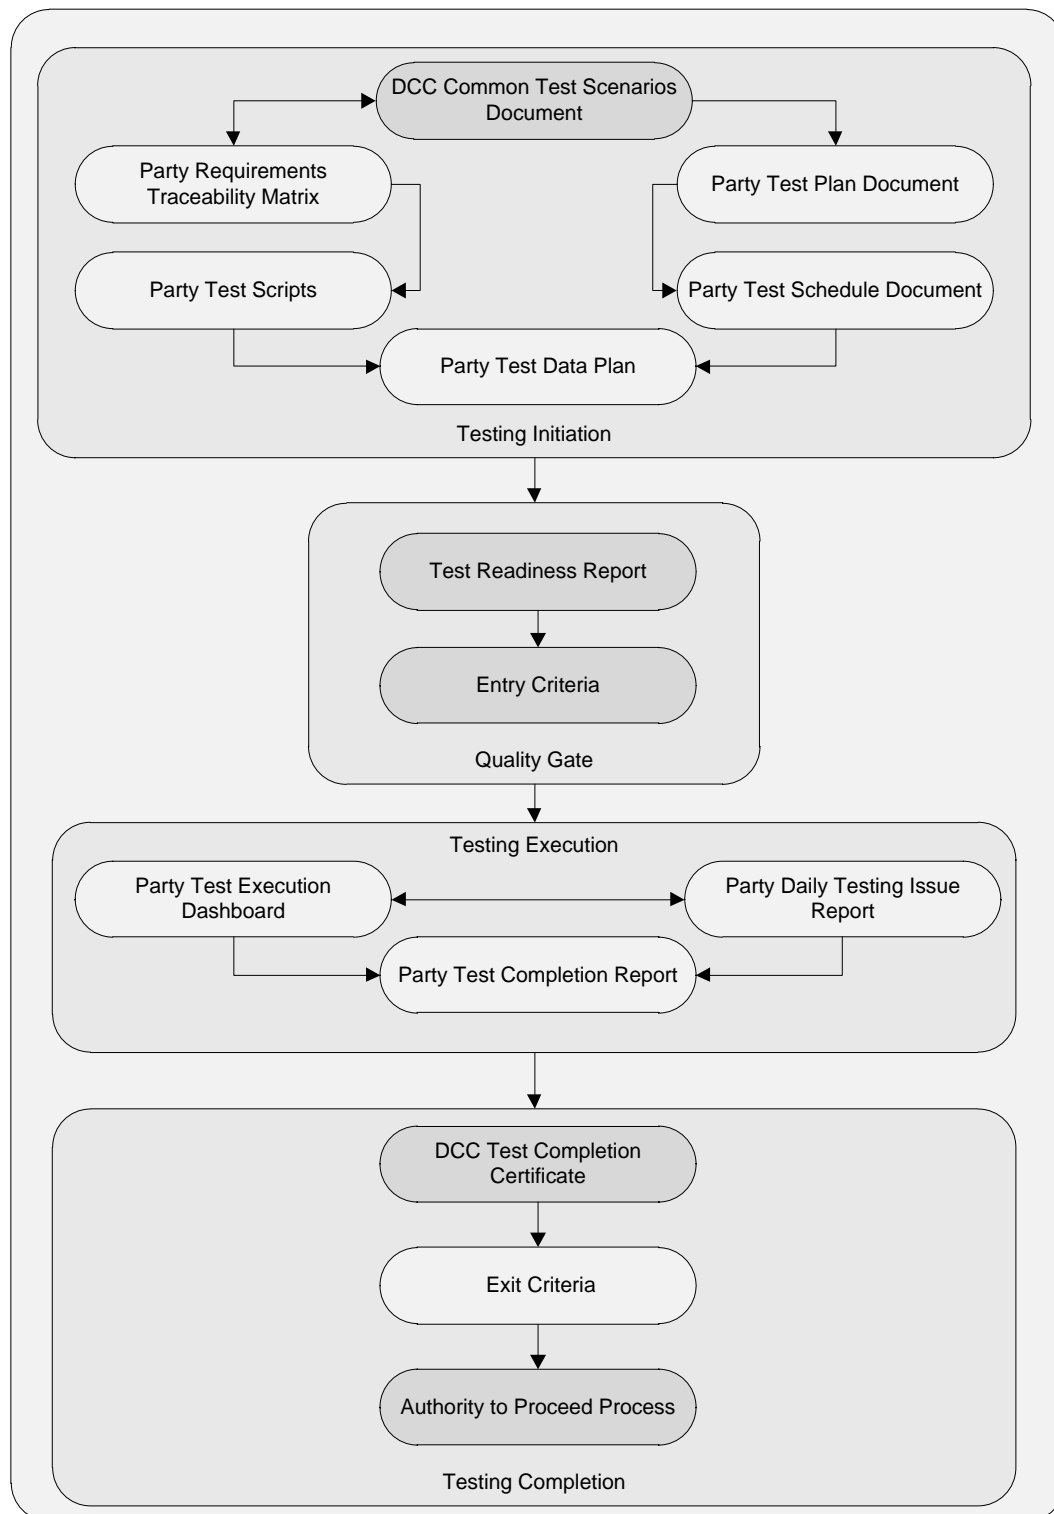 DCC Common Test Scenarios
Document
Party Requirements
Traceability Matrix
Party Test Plan Document
Party Test Scripts
Party Test Schedule Document
Party Test Data Plan
Testing Initiation
Test Readiness Report
Entry Criteria
Quality Gate
Testing Execution
Party Test Execution
Dashboard
Party Daily Testing Issue
Report
Party Test Completion Report
DCC Test Completion
Certificate
Exit Criteria
Authority to Proceed Process
Testing Completion